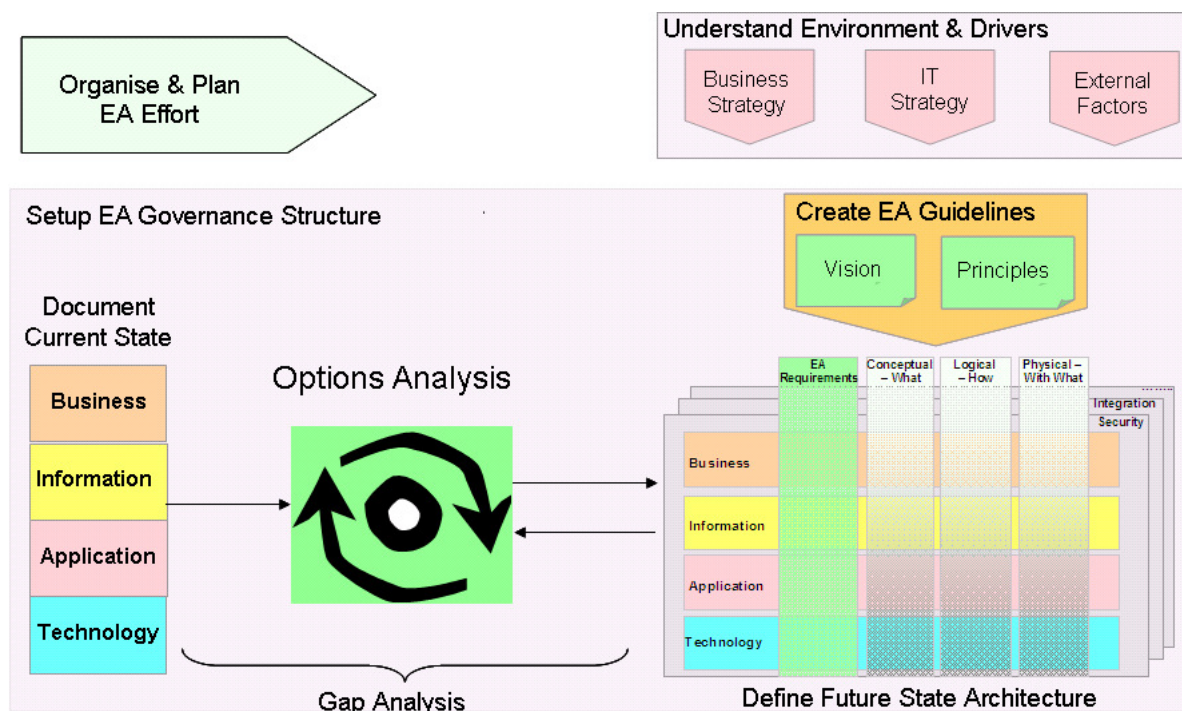 Organise & Plan
EA Effort
Understand Environment & Drivers
Business
Strategy
IT
Strategy
External
Factors
Setup EA Governance Structure
Create EA Guidelines
Vision
Principles
Document
Current State
Business
Information
Application
Technology
Options Analysis
Gap Analysis
EA
Requirements
Conceptual
– What
Logical
– How
Physical –
With What
........
Integration
Security
Business
Information
Application
Technology
Define Future State Architecture